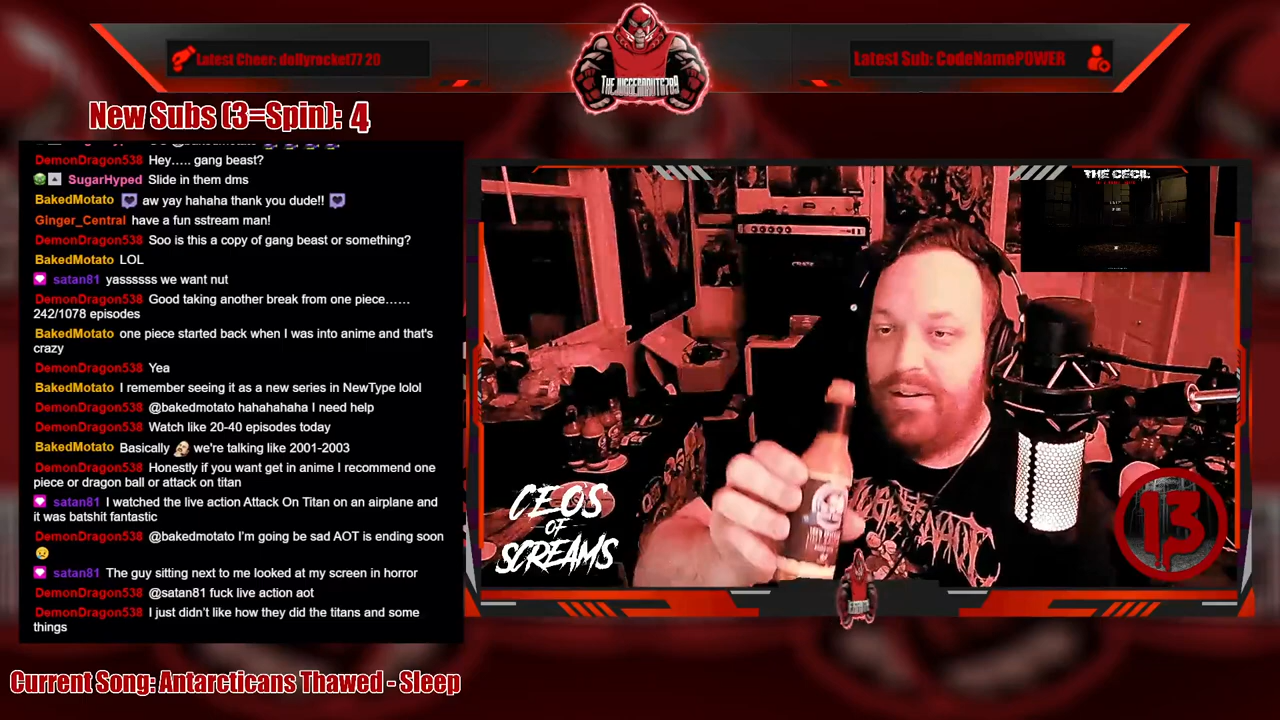 Latest Cheer: dollyrocket77 20
THEJUGGERNAUT6789
Latest Sub: CodeNamePOWER
New Subs (3=Spin): 4
DemonDragon538 Hey….. gang beast?
SugarHyped Slide in them dms
BakedMotato aw yay hahaha thank you dude!!
Ginger_Central have a fun sstream man!
DemonDragon538 Soo is this a copy of gang beast or something?
BakedMotato LOL
satan81 yassssss we want nut
DemonDragon538 Good taking another break from one piece……
242/1078 episodes
BakedMotato one piece started back when I was into anime and that's
crazy
DemonDragon538 Yea
BakedMotato I remember seeing it as a new series in NewType lolol
DemonDragon538 @bakedmotato hahahahaha I need help
DemonDragon538 Watch like 20-40 episodes today
BakedMotato Basically we're talking like 2001-2003
DemonDragon538 Honestly if you want get in anime I recommend one
piece or dragon ball or attack on titan
satan81 I watched the live action Attack On Titan on an airplane and
it was batshit fantastic
DemonDragon538 @bakedmotato I'm going be sad AOT is ending soon
satan81 The guy sitting next to me looked at my screen in horror
DemonDragon538 @satan81 fuck live action aot
DemonDragon538 I just didn't like how they did the titans and some
things
THE CECIL
CEOS
OF
SCREAMS
13
Current Song: Antarcticans Thawed - Sleep